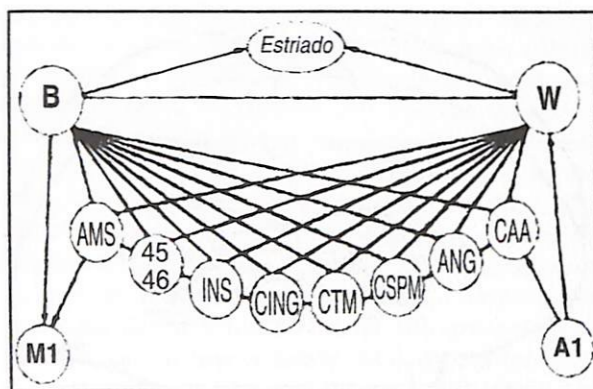 Estriado
B
W
AMS
45
46
INS
CING
CTM
CSPM
ANG
CAA
M1
A1